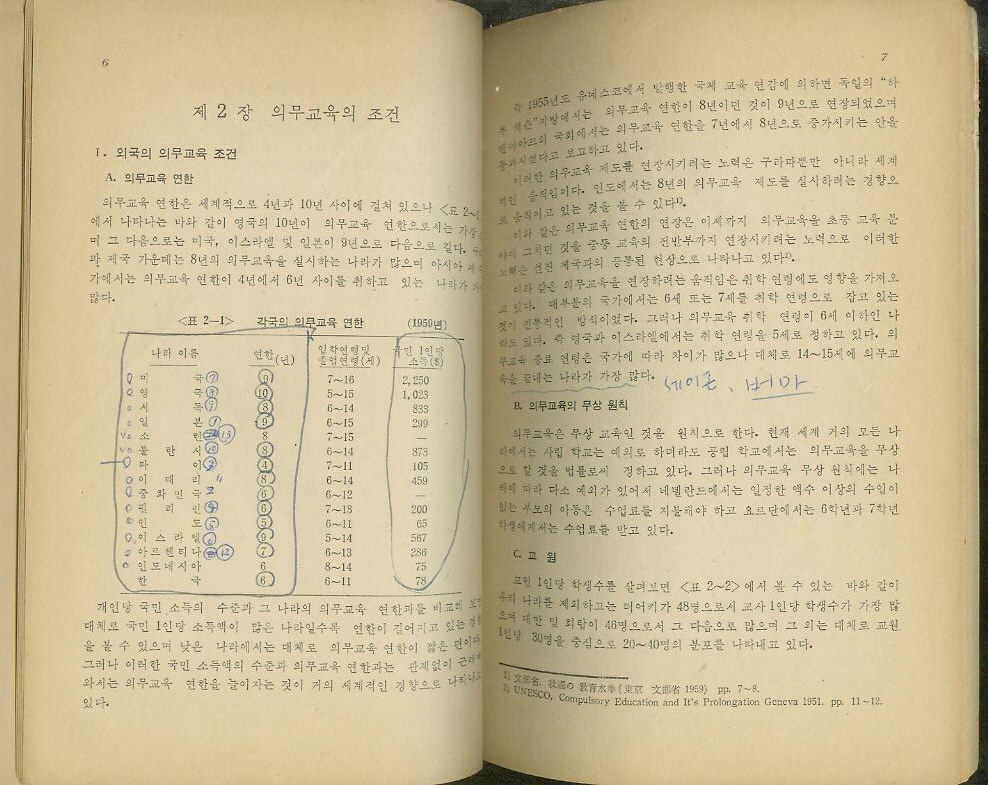 6
제 2 장 의무교육의 조건
I. 외국의 의무교육 조건
A. 의무교육 연한
의무교육 연한은 세계적으로 4년과 10년 사이에 걸쳐 있으나 <표 2~
에서 나타나는 바와 같이 영국의 10년이 의무교육 연한으로서는 가장
며 그 다음으로는 미국, 이스라엘 및 일본이 9년으로 다음으로 길다.
파 제국 가운데는 8년의 의무교육을 실시하는 나라가 많으며 아시아
가에서는 의무교육 연한이 4년에서 6년 사이를 취하고 있는 나라가
많다.
<표 2—1> 각국의 의무교육 연한 (1959년)
나라 이름 연한(년) 입학연령및 졸업연령(세) 국민 1인당 소득($)
미 국 9 7~16 2,250
영 국 10 5~15 1,023
서 독 8 6~14 833
일 본 9 6~15 299
소 련 13 8 7~15 —
불 란 서 8 6~14 873
타 이 4 7~11 105
이 태 리 8 6~14 459
중 화 민 국 6 6~12 —
필 리 핀 6 7~13 200
인 도 5 6~11 65
이 스 라 엘 9 5~14 567
아 르 헨 티 나 12 7 6~13 286
인 도 네 시 아 6 8~14 75
한 국 6 6~11 78
개인당 국민 소득의 수준과 그 나라의 의무교육 연한과를 비교해
대체로 국민 1인당 소득액이 많은 나라일수록 연한이 길어지고 있는
을 볼 수 있으며 낮은 나라에서는 대체로 의무교육 연한이 짧은 편이다.
그러나 이러한 국민 소득액의 수준과 의무교육 연한과는 관계없이
와서는 의무교육 연한을 늘이자는 것이 거의 세계적인 경향으로 나타나고
있다.
7
즉 1955년도 유네스코에서 발행한 국제 교육 연감에 의하면 독일의 “하
부 섹슨”지방에서는 의무교육 연한이 8년이던 것이 9년으로 연장되었으며
덴마아크의 국회에서는 의무교육 연한을 7년에서 8년으로 증가시키는 안을
통과시켰다고 보고하고 있다.
이러한 의무교육 제도를 연장시키려는 노력은 구라파뿐만 아니라 세계
적인 움직임이다. 인도에서는 8년의 의무교육 제도를 실시하려는 경향으
로 움직이고 있는 것을 볼 수 있다1).
이와 같은 의무교육 연한의 연장은 이제까지 의무교육을 초등 교육 분
야에 그치던 것을 중등 교육의 전반부까지 연장시키려는 노력으로 이러한
노력은 선진 제국과의 공통된 현상으로 나타나고 있다2).
이와 같은 의무교육을 연장하려는 움직임은 취학 연령에도 영향을 가져오
고 있다. 대부분의 국가에서는 6세 또는 7세를 취학 연령으로 잡고 있는
것이 전통적인 방식이었다. 그러나 의무교육 취학 연령이 6세 이하인 나
라도 있다. 즉 영국과 이스라엘에서는 취학 연령을 5세로 정하고 있다. 의
무교육 종료 연령은 국가에 따라 차이가 많으나 대체로 14~15세에 의무교
육을 끝내는 나라가 가장 많다. 세이론, 버마
B. 의무교육의 무상 원칙
의무교육은 무상 교육일 것을 원칙으로 한다. 현재 세계 거의 모든 나
라에서는 사립 학교는 예외로 하더라도 공립 학교에서는 의무교육을 무상
으로 할 것을 법률로써 정하고 있다. 그러나 의무교육 무상 원칙에는 나
라에 따라 다소 예외가 있어서 네델란드에서는 일정한 액수 이상의 수입이
있는 부모의 아동은 수업료를 지불해야 하고 요르단에서는 6학년과 7학년
학생에게서는 수업료를 받고 있다.
C. 교 원
교원 1인당 학생수를 살펴보면 <표 2~2>에서 볼 수 있는 바와 같이
우리 나라를 제외하고는 터어키가 48명으로서 교사 1인당 학생수가 가장 많
으며 대만 및 희랍이 46명으로서 그 다음으로 많으며 그 외는 대체로 교원
1인당 30명을 중심으로 20~40명의 분포를 나타내고 있다.
1) 文部省, 我國の 教育水準(東京 文部省 1959) pp. 7~8.
2) UNESCO, Compulsory Education and It's Prolongation Geneva 1951. pp. 11~12.